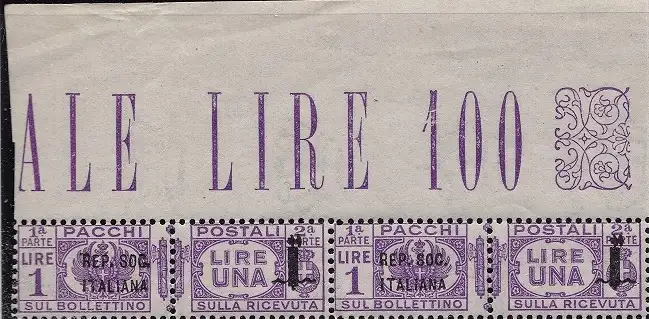 ALE LIRE 100
1ª PARTE PACCHI POSTALI 2ª PARTE 1ª PARTE PACCHI POSTALI 2ª PARTE
LIRE 1 REP. SOC. ITALIANA LIRE UNA LIRE 1 REP. SOC. ITALIANA LIRE UNA
SUL BOLLETTINO SULLA RICEVUTA SUL BOLLETTINO SULLA RICEVUTA